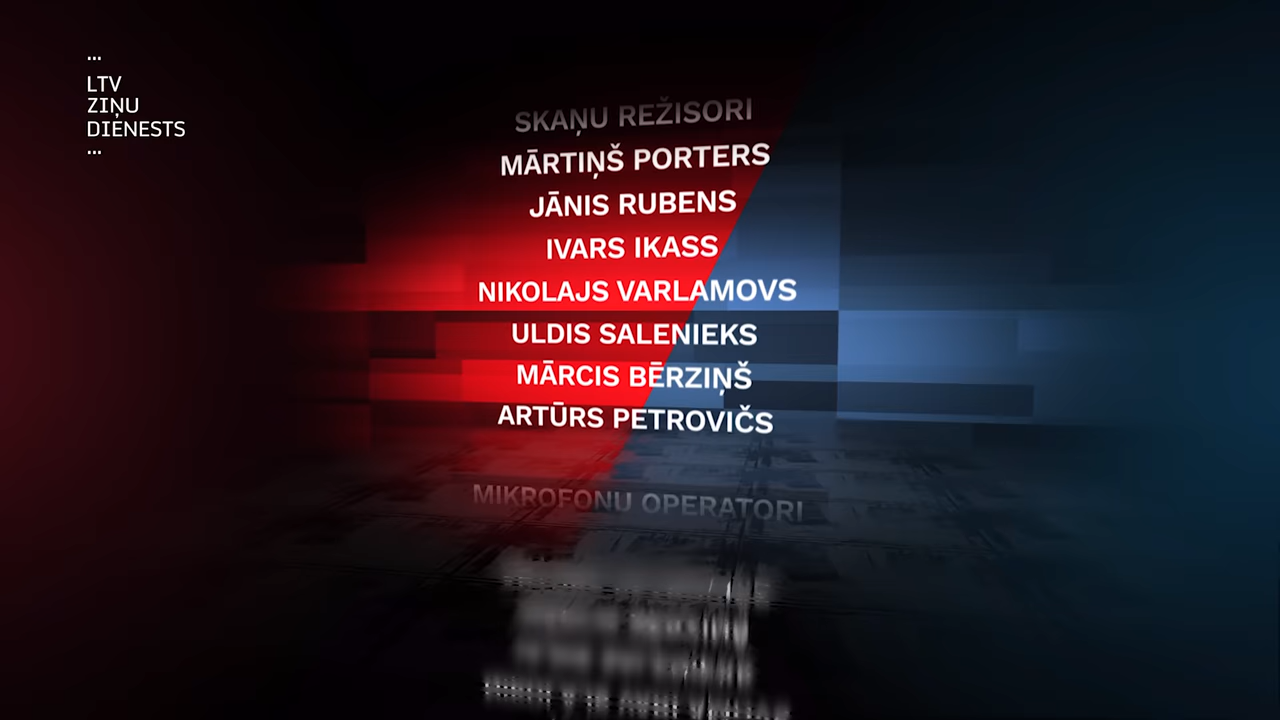 ...
LTV
ZIŅU
DIENESTS
...
SKAŅU REŽISORI
MĀRTIŅŠ PORTERS
JĀNIS RUBENS
IVARS IKASS
NIKOLAJS VARLAMOVS
ULDIS SALENIEKS
MĀRCIS BĒRZIŅŠ
ARTŪRS PETROVIČS
MIKROFONU OPERATORI